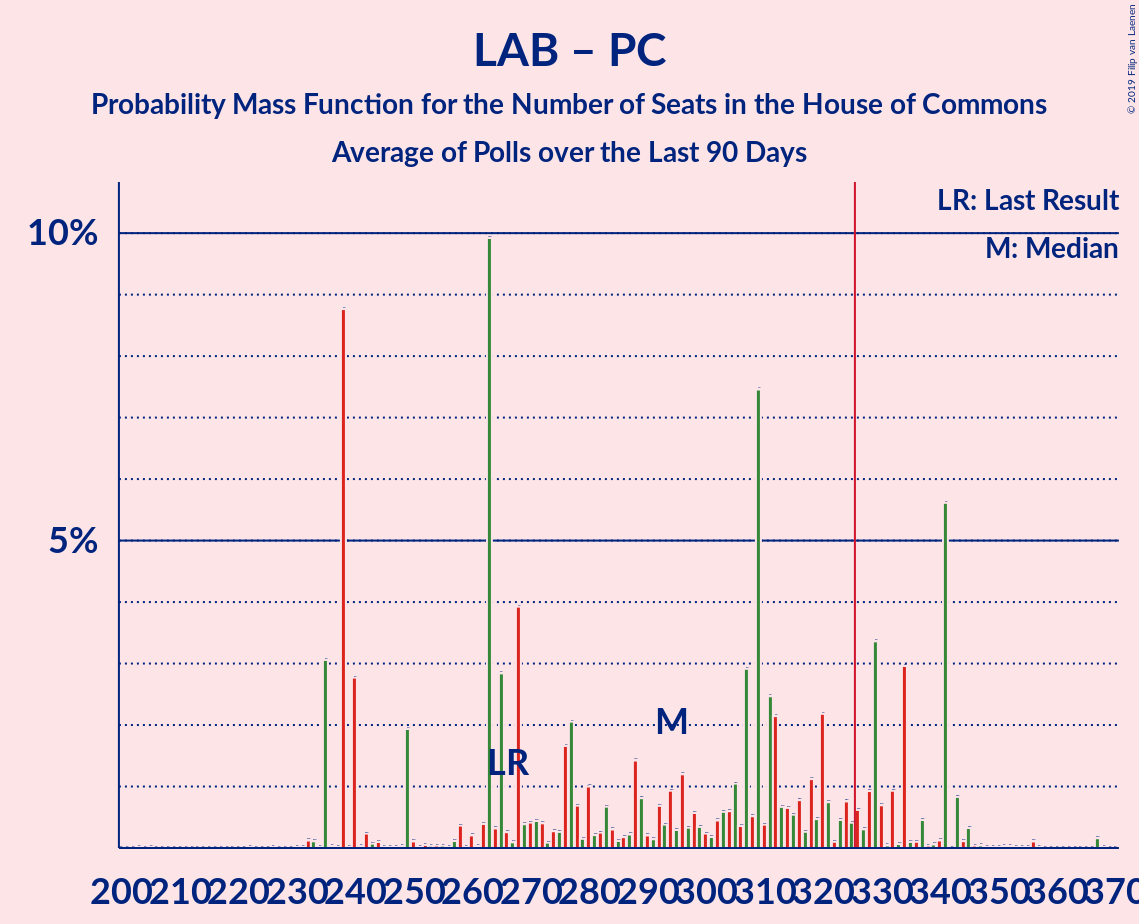 LAB – PC
Probability Mass Function for the Number of Seats in the House of Commons
Average of Polls over the Last 90 Days
© 2019 Filip van Laenen
LR: Last Result
M: Median
10%
5%
M
LR
200 210 220 230 240 250 260 270 280 290 300 310 320 330 340 350 360 370